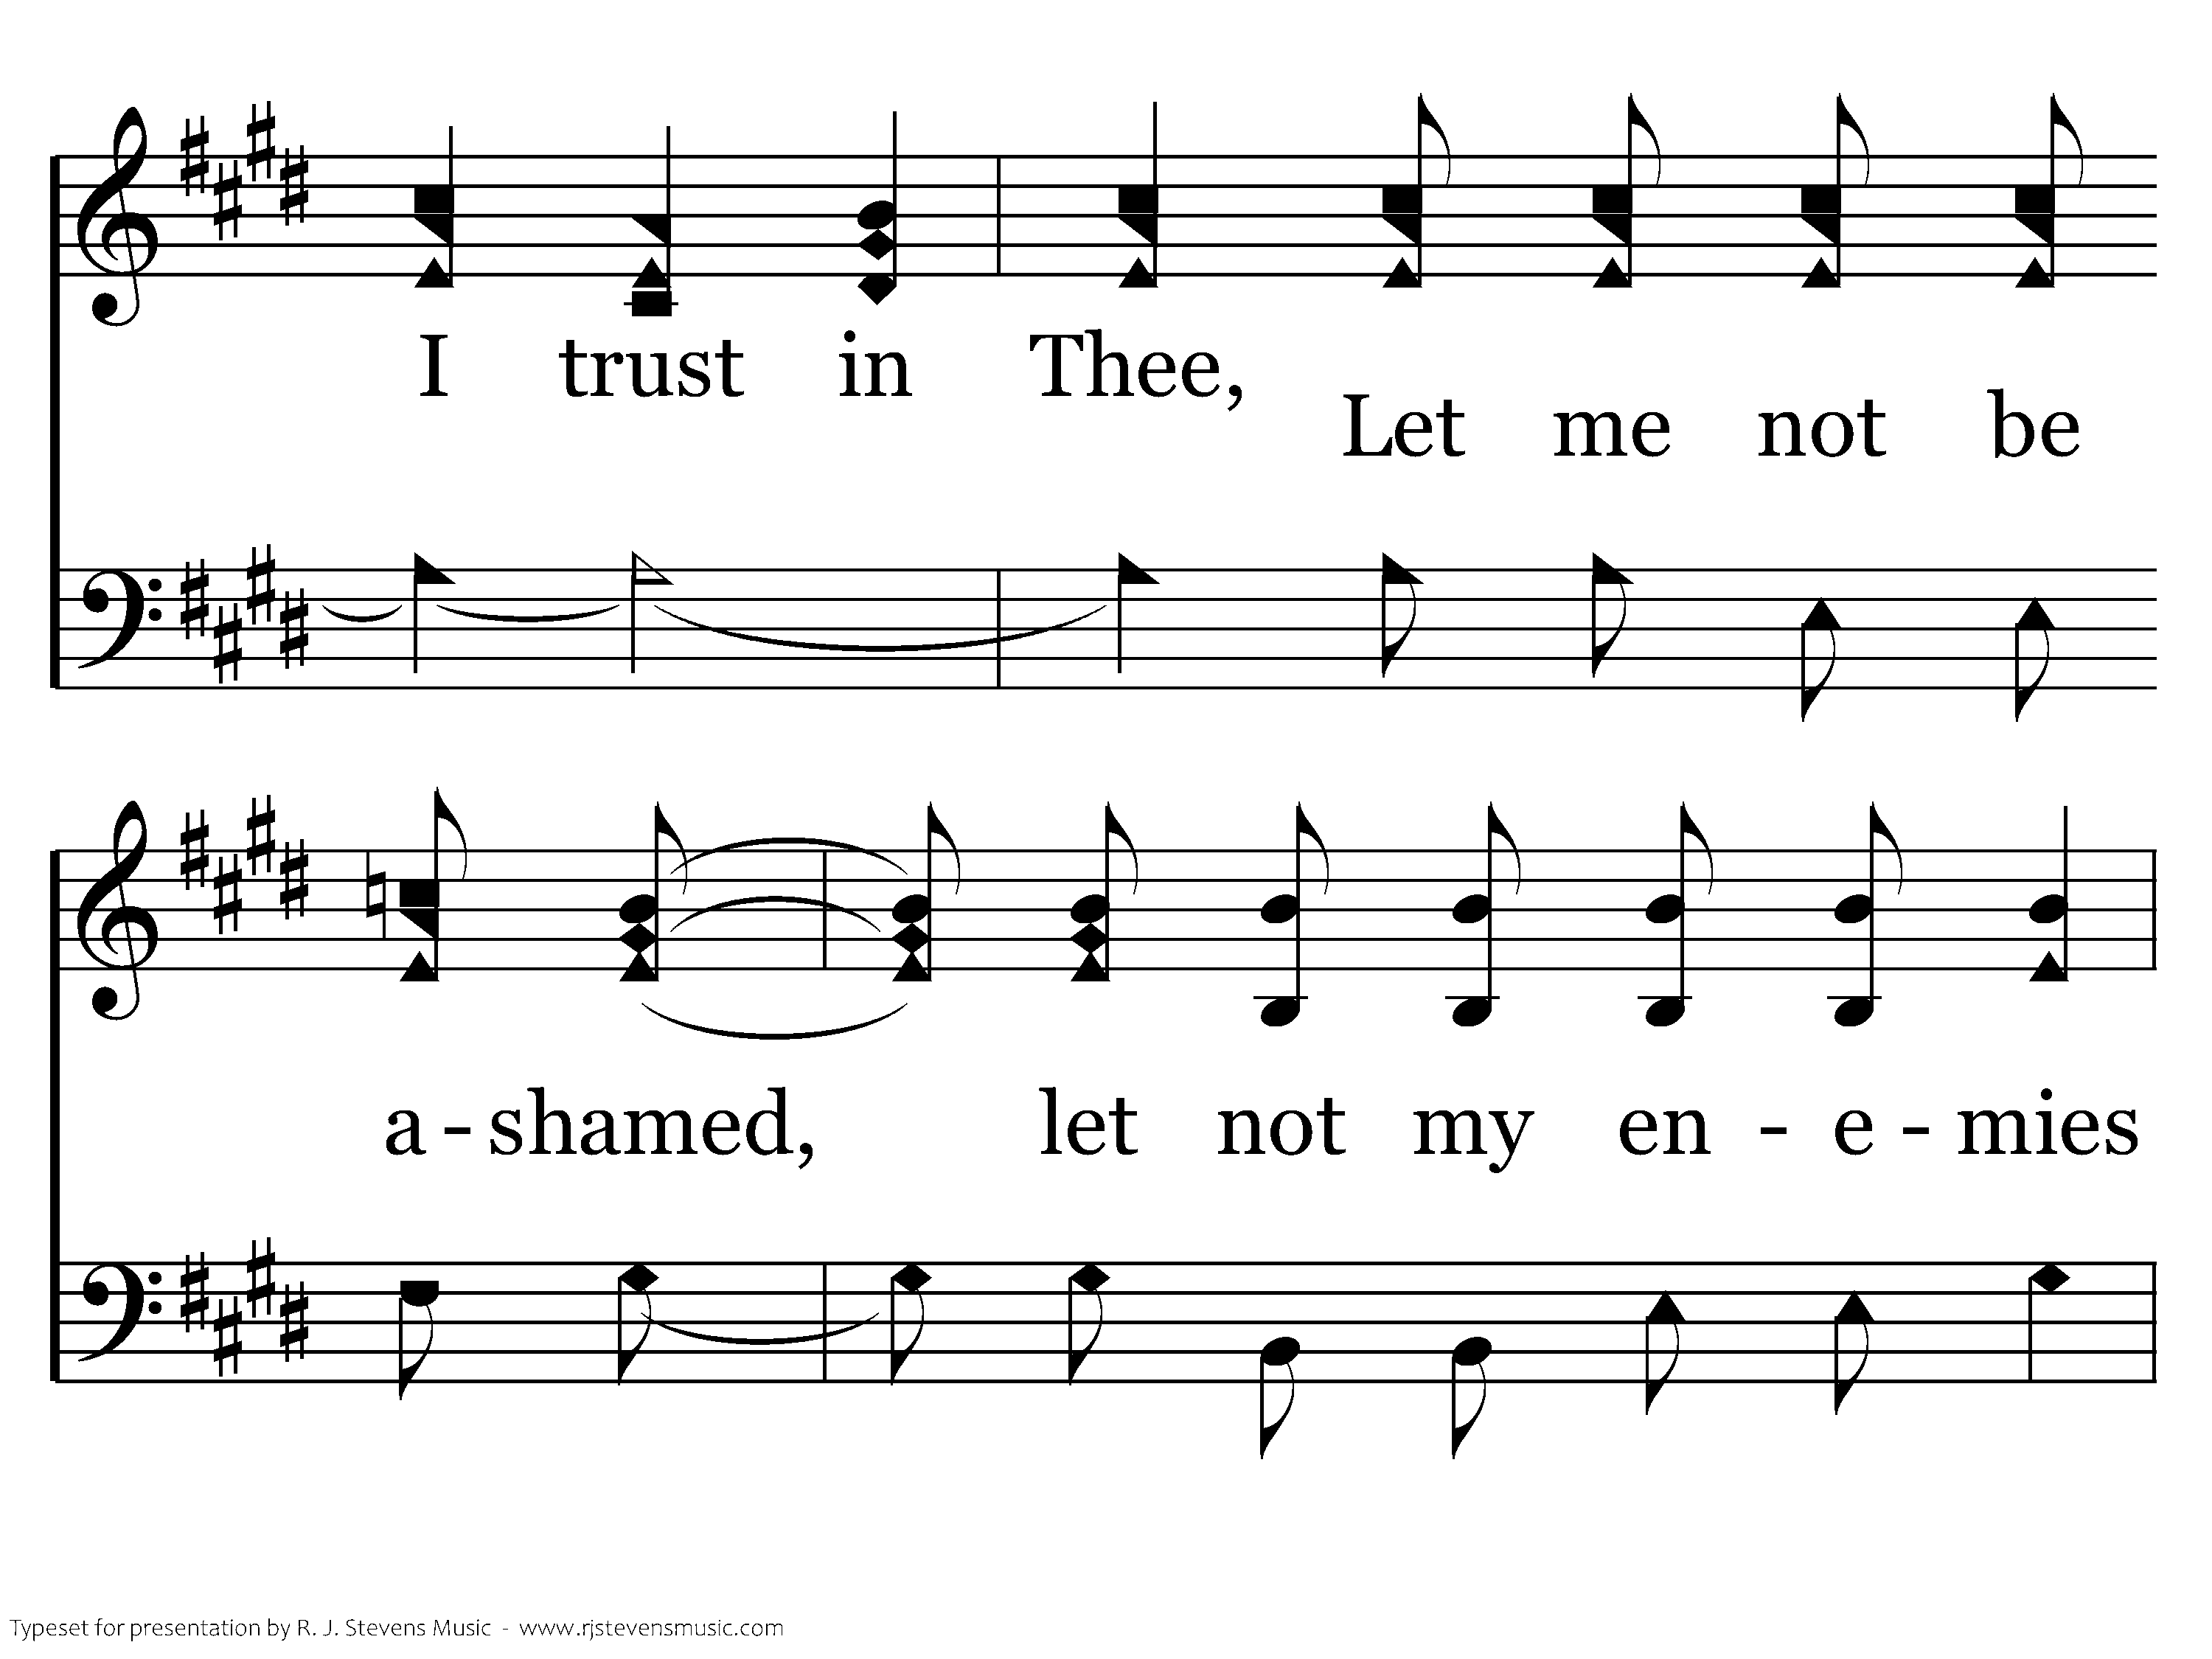 I trust in Thee,
Let me not be
a - shamed, let not my en - e - mies
Typeset for presentation by R. J. Stevens Music - www.rjstevensmusic.com